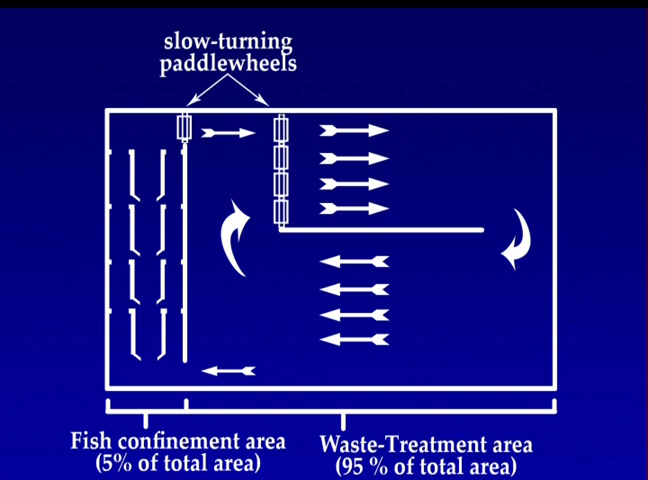 slow-turning
paddlewheels
Fish confinement area
(5% of total area)
Waste-Treatment area
(95 % of total area)